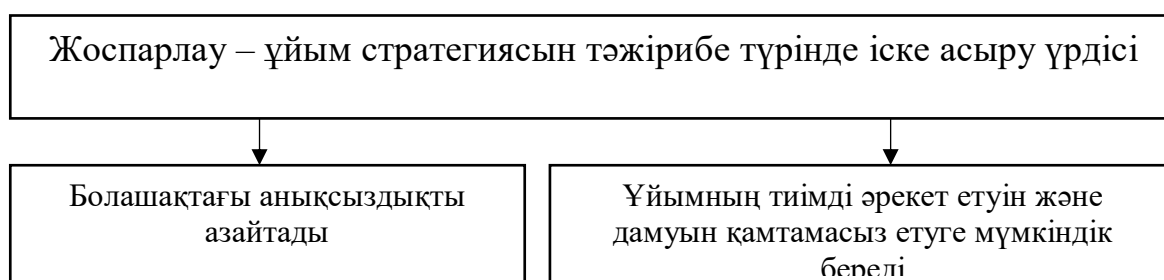 Жоспарлау – ұйым стратегиясын тәжірибе түрінде іске асыру үрдісі
Болашақтағы анықсыздықты
азайтады
Ұйымның тиімді әрекет етуін және
дамуын қамтамасыз етуге мүмкіндік
береді